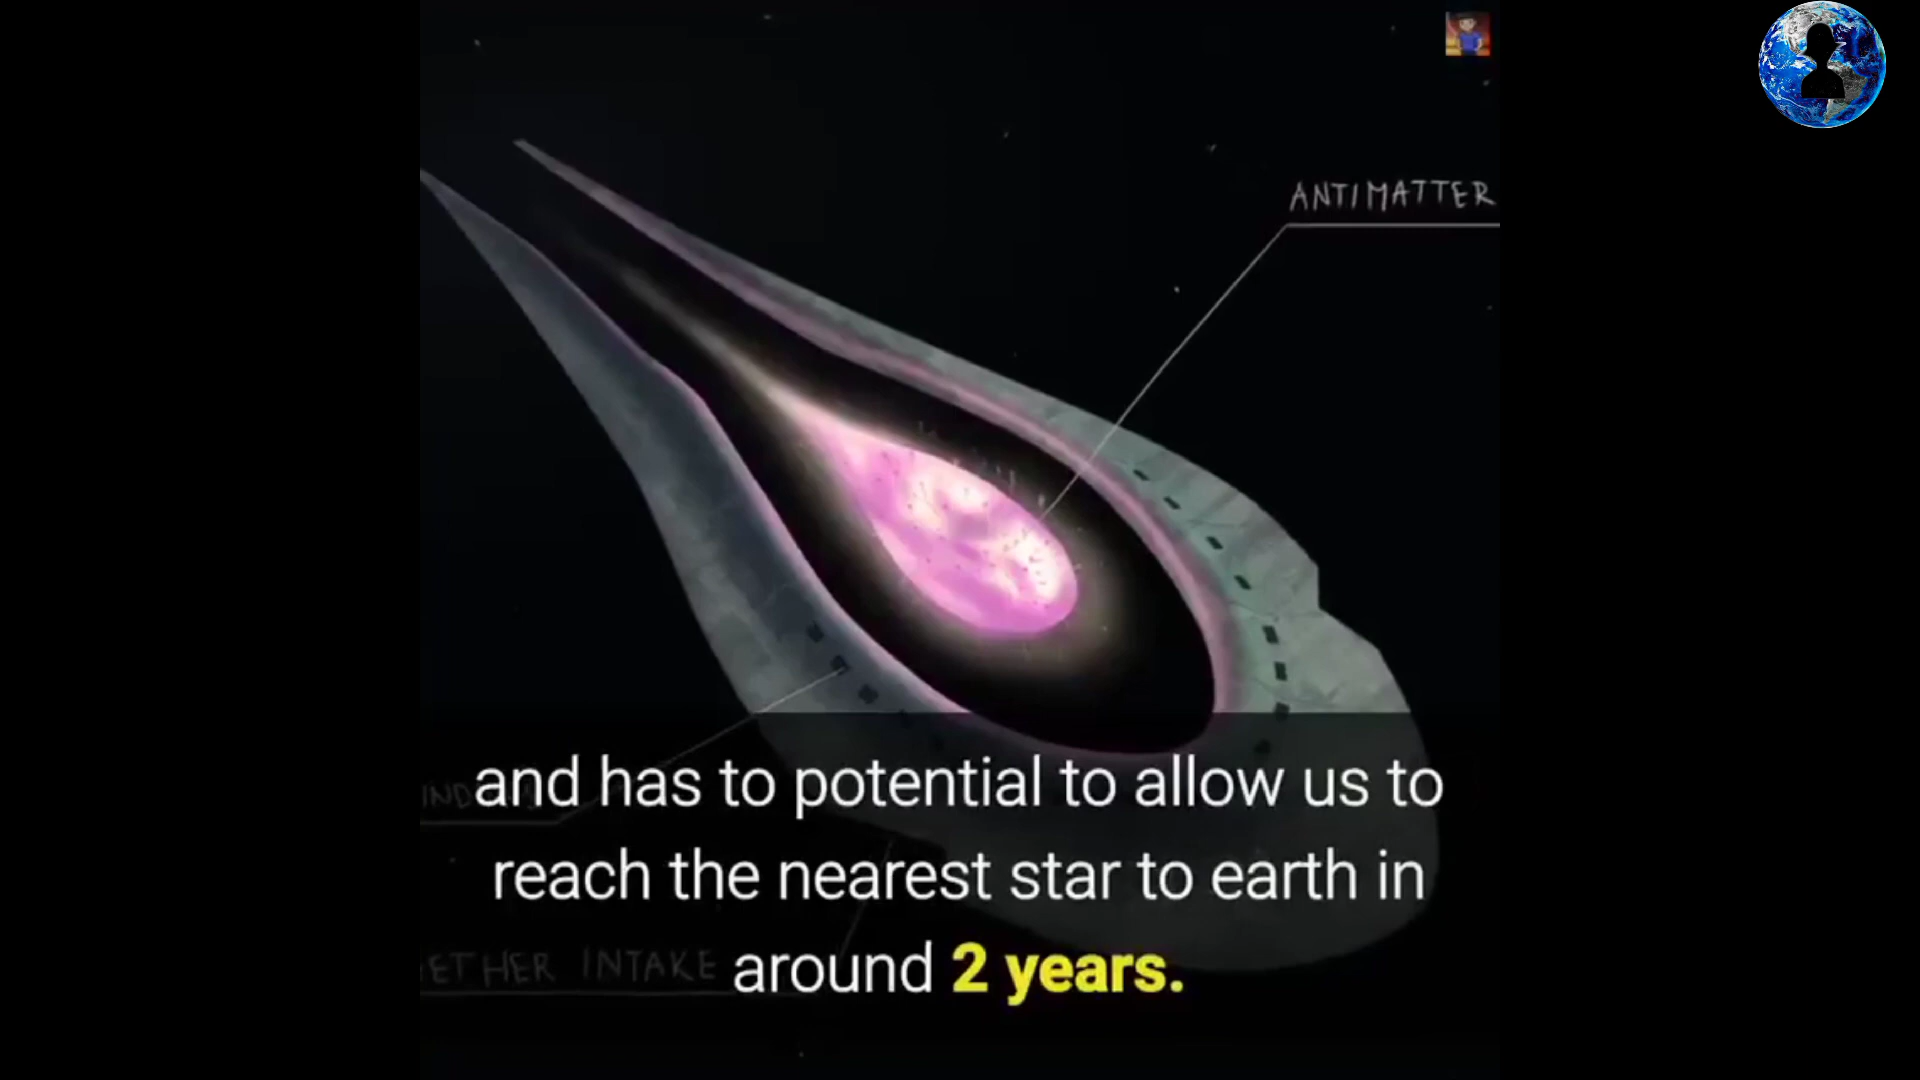 ANTIMATTER
and has to potential to allow us to
reach the nearest star to earth in
ETHER INTAKE
around 2 years.